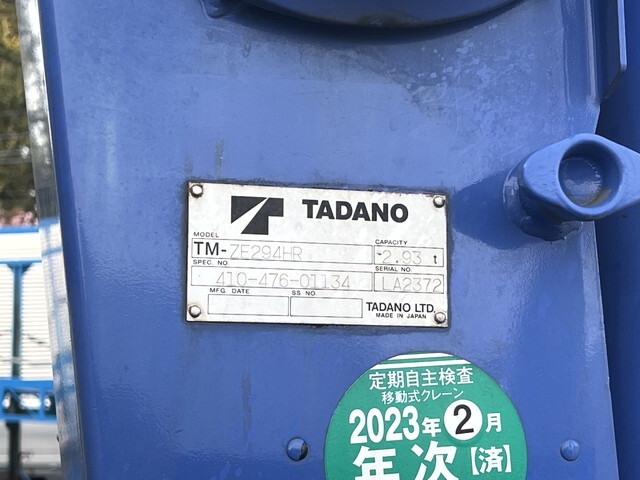 TADANO
MODEL
TM-ZE294HR
CAPACITY
2.93 t
SPEC. NO
410-476-01134
SERIAL NO.
LA2372
MFG DATE
SS NO.
TADANO LTD.
MADE IN JAPAN
定期自主検査
移動式クレーン
2023年2月
年次【済】